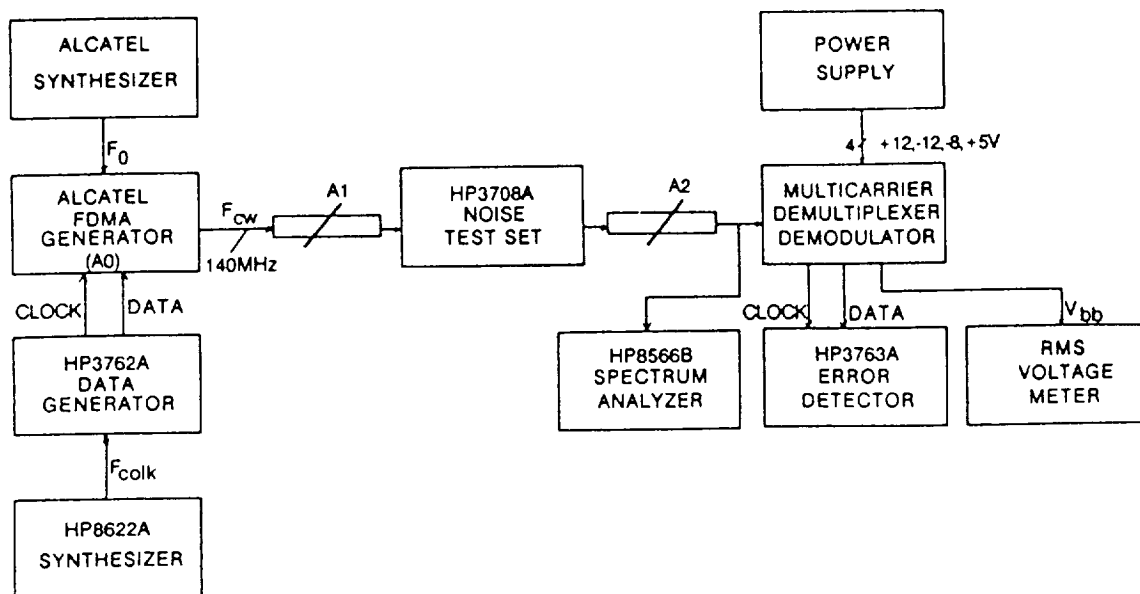 ALCATEL
SYNTHESIZER
POWER
SUPPLY
F0
4 +12,-12,-8,+5V
ALCATEL
FDMA
GENERATOR
(A0)
FCW
140MHz
A1
HP3708A
NOISE
TEST SET
A2
MULTICARRIER
DEMULTIPLEXER
DEMODULATOR
CLOCK
DATA
CLOCK
DATA
Vbb
HP3762A
DATA
GENERATOR
HP8566B
SPECTRUM
ANALYZER
HP3763A
ERROR
DETECTOR
RMS
VOLTAGE
METER
Fcolk
HP8622A
SYNTHESIZER